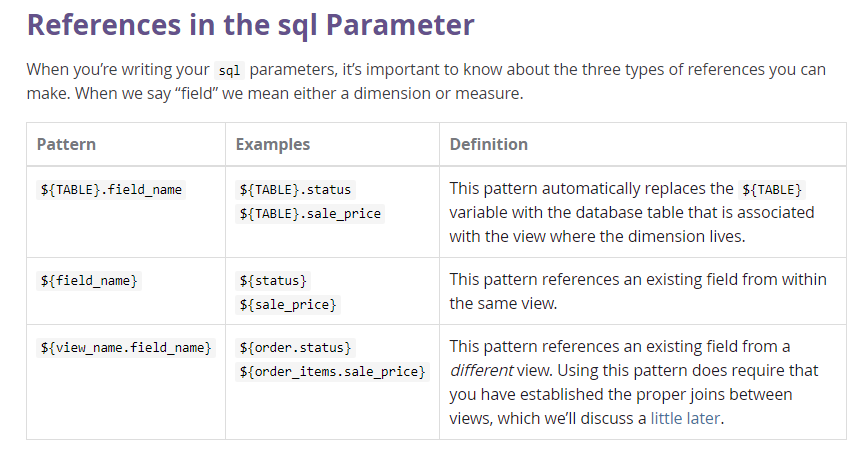 References in the sql Parameter
When you’re writing your sql parameters, it’s important to know about the three types of references you can
make. When we say “field” we mean either a dimension or measure.
Pattern Examples Definition
${TABLE}.field_name ${TABLE}.status This pattern automatically replaces the ${TABLE}
${TABLE}.sale_price variable with the database table that is associated
with the view where the dimension lives.
${field_name} ${status} This pattern references an existing field from within
${sale_price} the same view.
${view_name.field_name} ${order.status} This pattern references an existing field from a
${order_items.sale_price} different view. Using this pattern does require that
you have established the proper joins between
views, which we’ll discuss a little later.